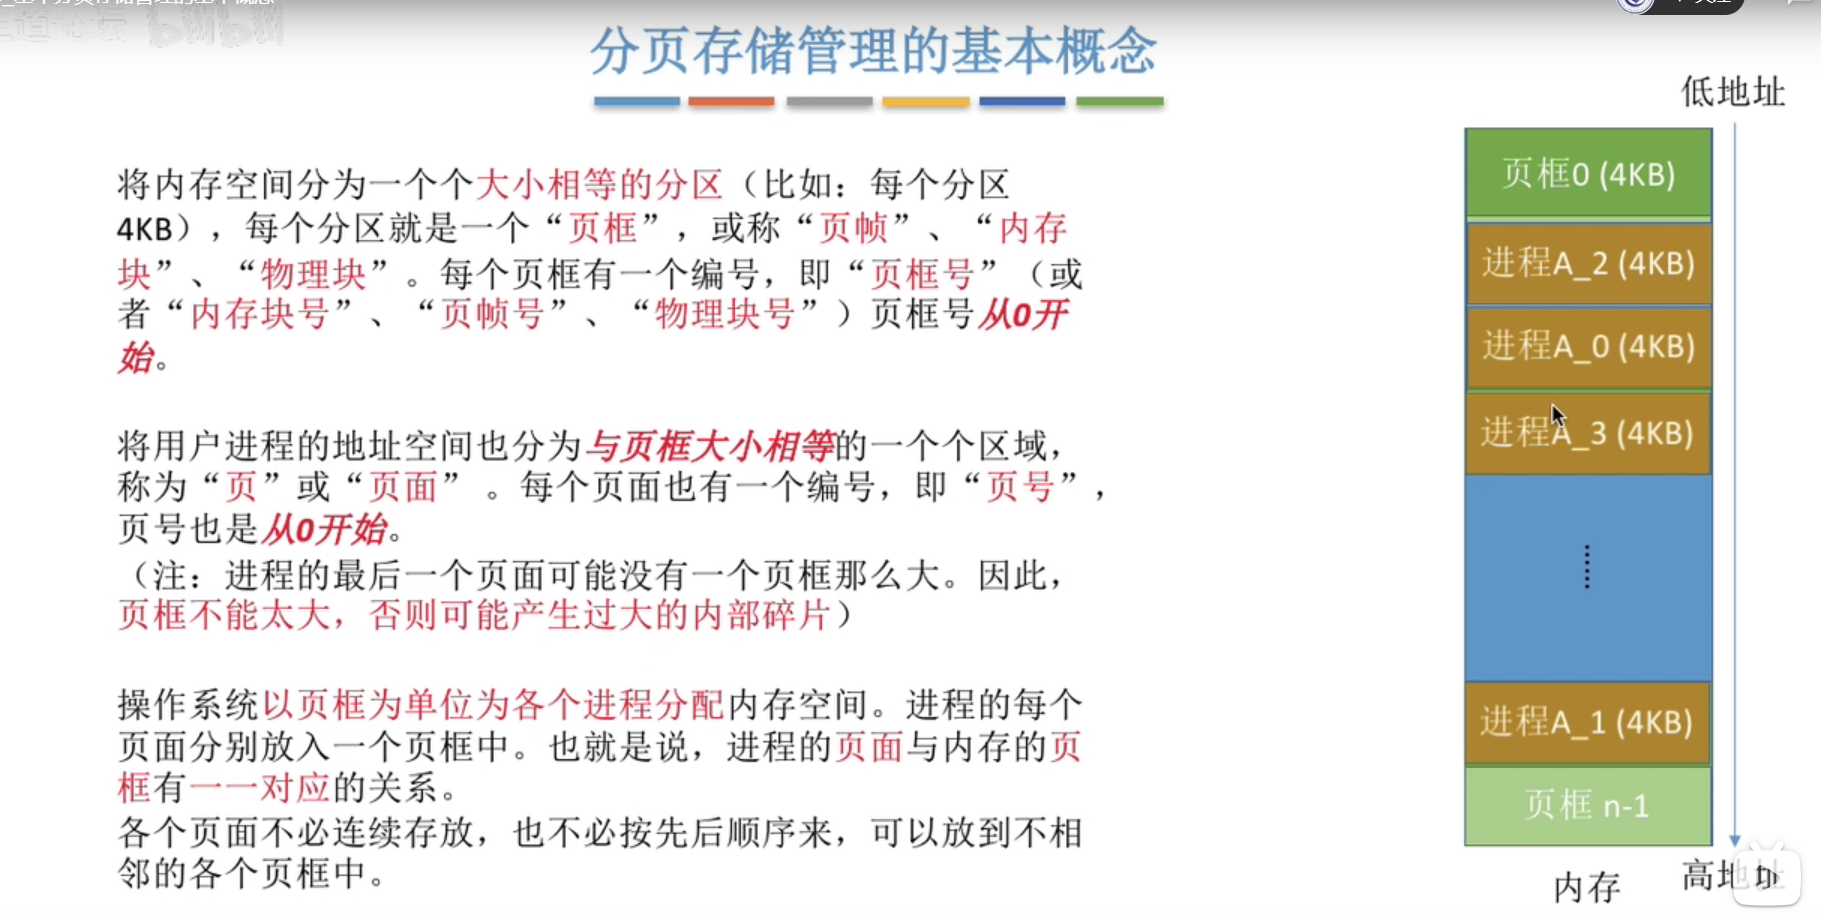 分页存储管理的基本概念
低地址
将内存空间分为一个个大小相等的分区（比如：每个分区
4KB），每个分区就是一个“页框”，或称“页帧”、“内存
块”、“物理块”。每个页框有一个编号，即“页框号”（或
者“内存块号”、“页帧号”、“物理块号”）页框号从0开
始。
将用户进程的地址空间也分为与页框大小相等的一个个区域，
称为“页”或“页面” 。每个页面也有一个编号，即“页号”，
页号也是从0开始。
（注：进程的最后一个页面可能没有一个页框那么大。因此，
页框不能太大，否则可能产生过大的内部碎片）
操作系统以页框为单位为各个进程分配内存空间。进程的每个
页面分别放入一个页框中。也就是说，进程的页面与内存的页
框有一一对应的关系。
各个页面不必连续存放，也不必按先后顺序来，可以放到不相
邻的各个页框中。
页框0 (4KB)
进程A_2 (4KB)
进程A_0 (4KB)
进程A_3 (4KB)
进程A_1 (4KB)
页框 n-1
内存
高地址